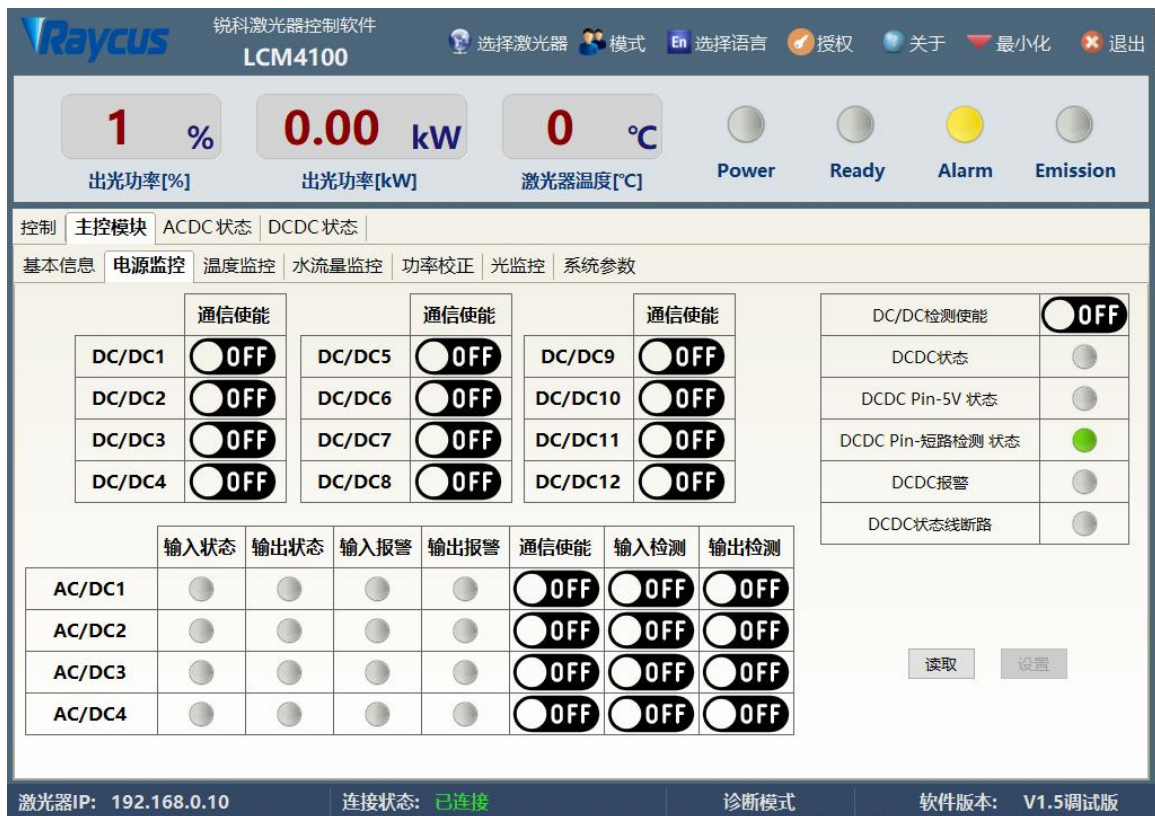 Raycus
锐科激光器控制软件
LCM4100
选择激光器 模式 En 选择语言 授权 关于 最小化 退出
1 % 0.00 kW 0 ℃
出光功率[%] 出光功率[kW] 激光器温度[℃] Power Ready Alarm Emission
控制 主控模块 ACDC状态 DCDC状态
基本信息 电源监控 温度监控 水流量监控 功率校正 光监控 系统参数
通信使能 通信使能 通信使能
DC/DC1 OFF DC/DC5 OFF DC/DC9 OFF
DC/DC2 OFF DC/DC6 OFF DC/DC10 OFF
DC/DC3 OFF DC/DC7 OFF DC/DC11 OFF
DC/DC4 OFF DC/DC8 OFF DC/DC12 OFF
DC/DC检测使能 OFF
DCDC状态
DCDC Pin-5V 状态
DCDC Pin-短路检测 状态
DCDC报警
DCDC状态线断路
输入状态 输出状态 输入报警 输出报警 通信使能 输入检测 输出检测
AC/DC1 OFF OFF OFF
AC/DC2 OFF OFF OFF
AC/DC3 OFF OFF OFF
AC/DC4 OFF OFF OFF
读取 设置
激光器IP: 192.168.0.10 连接状态: 已连接 诊断模式 软件版本: V1.5调试版